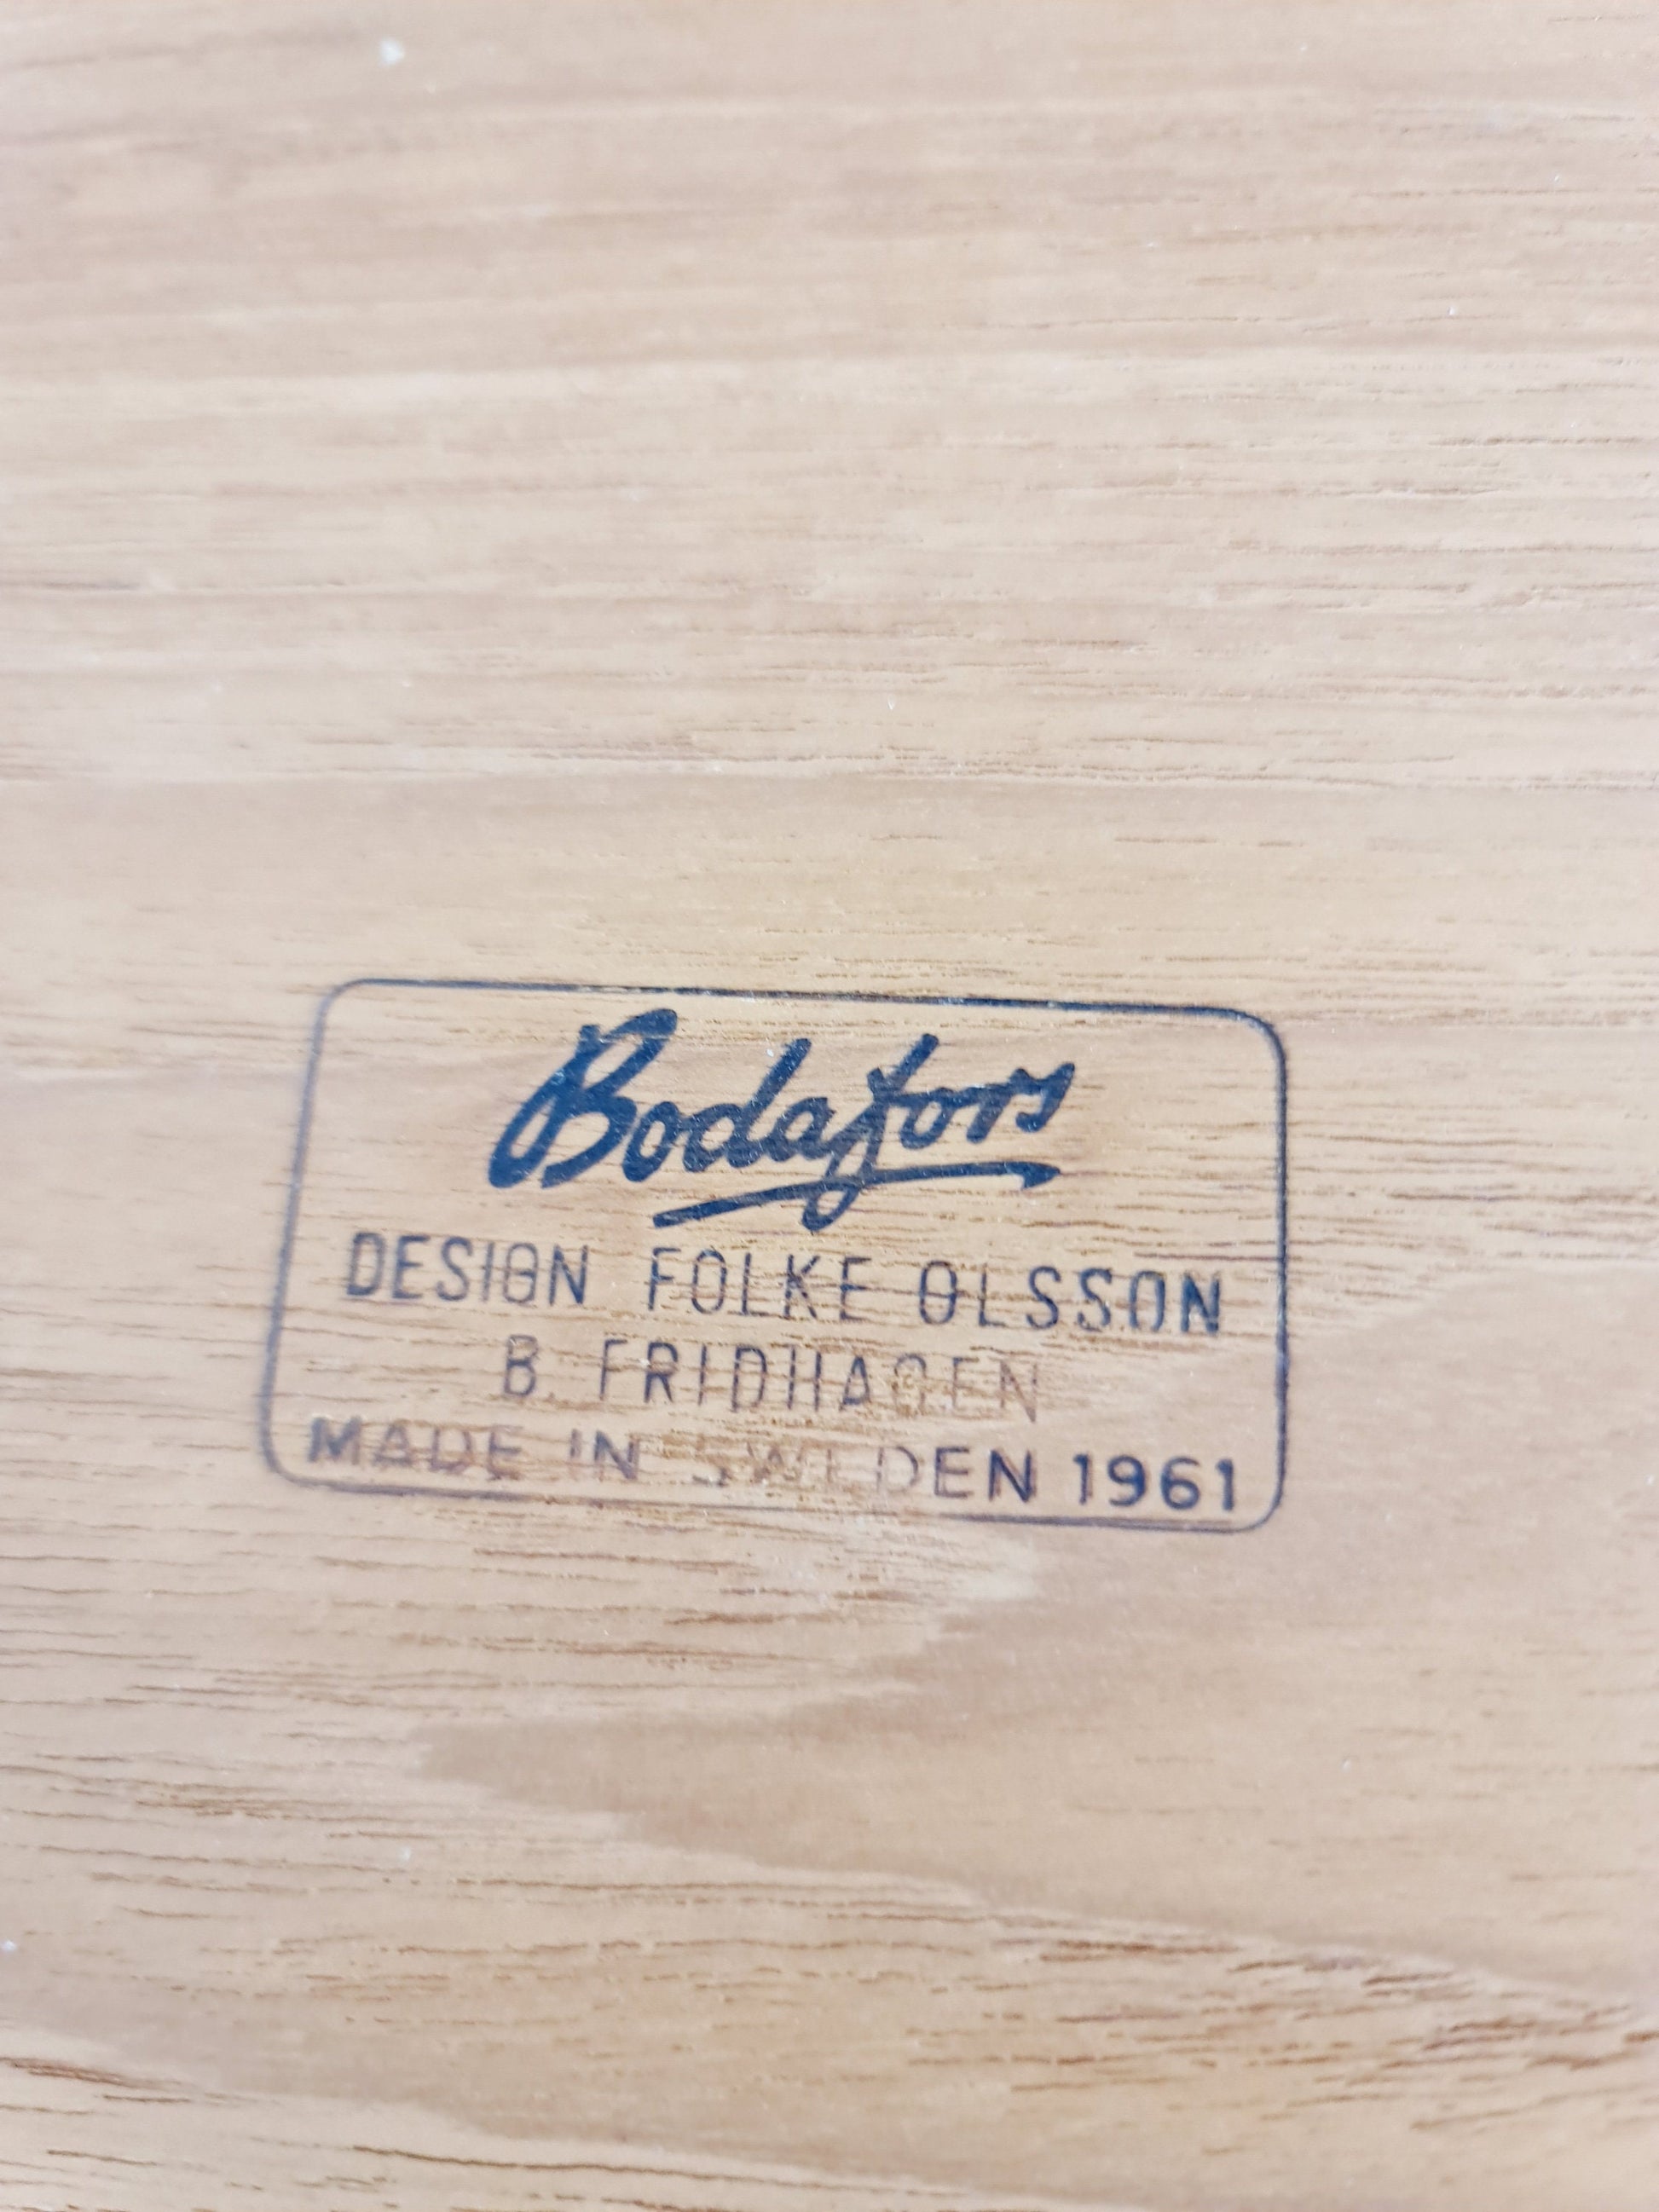 Bodafors
DESIGN FOLKE OLSSON
B. FRIDHAGEN
MADE IN SWEDEN 1961